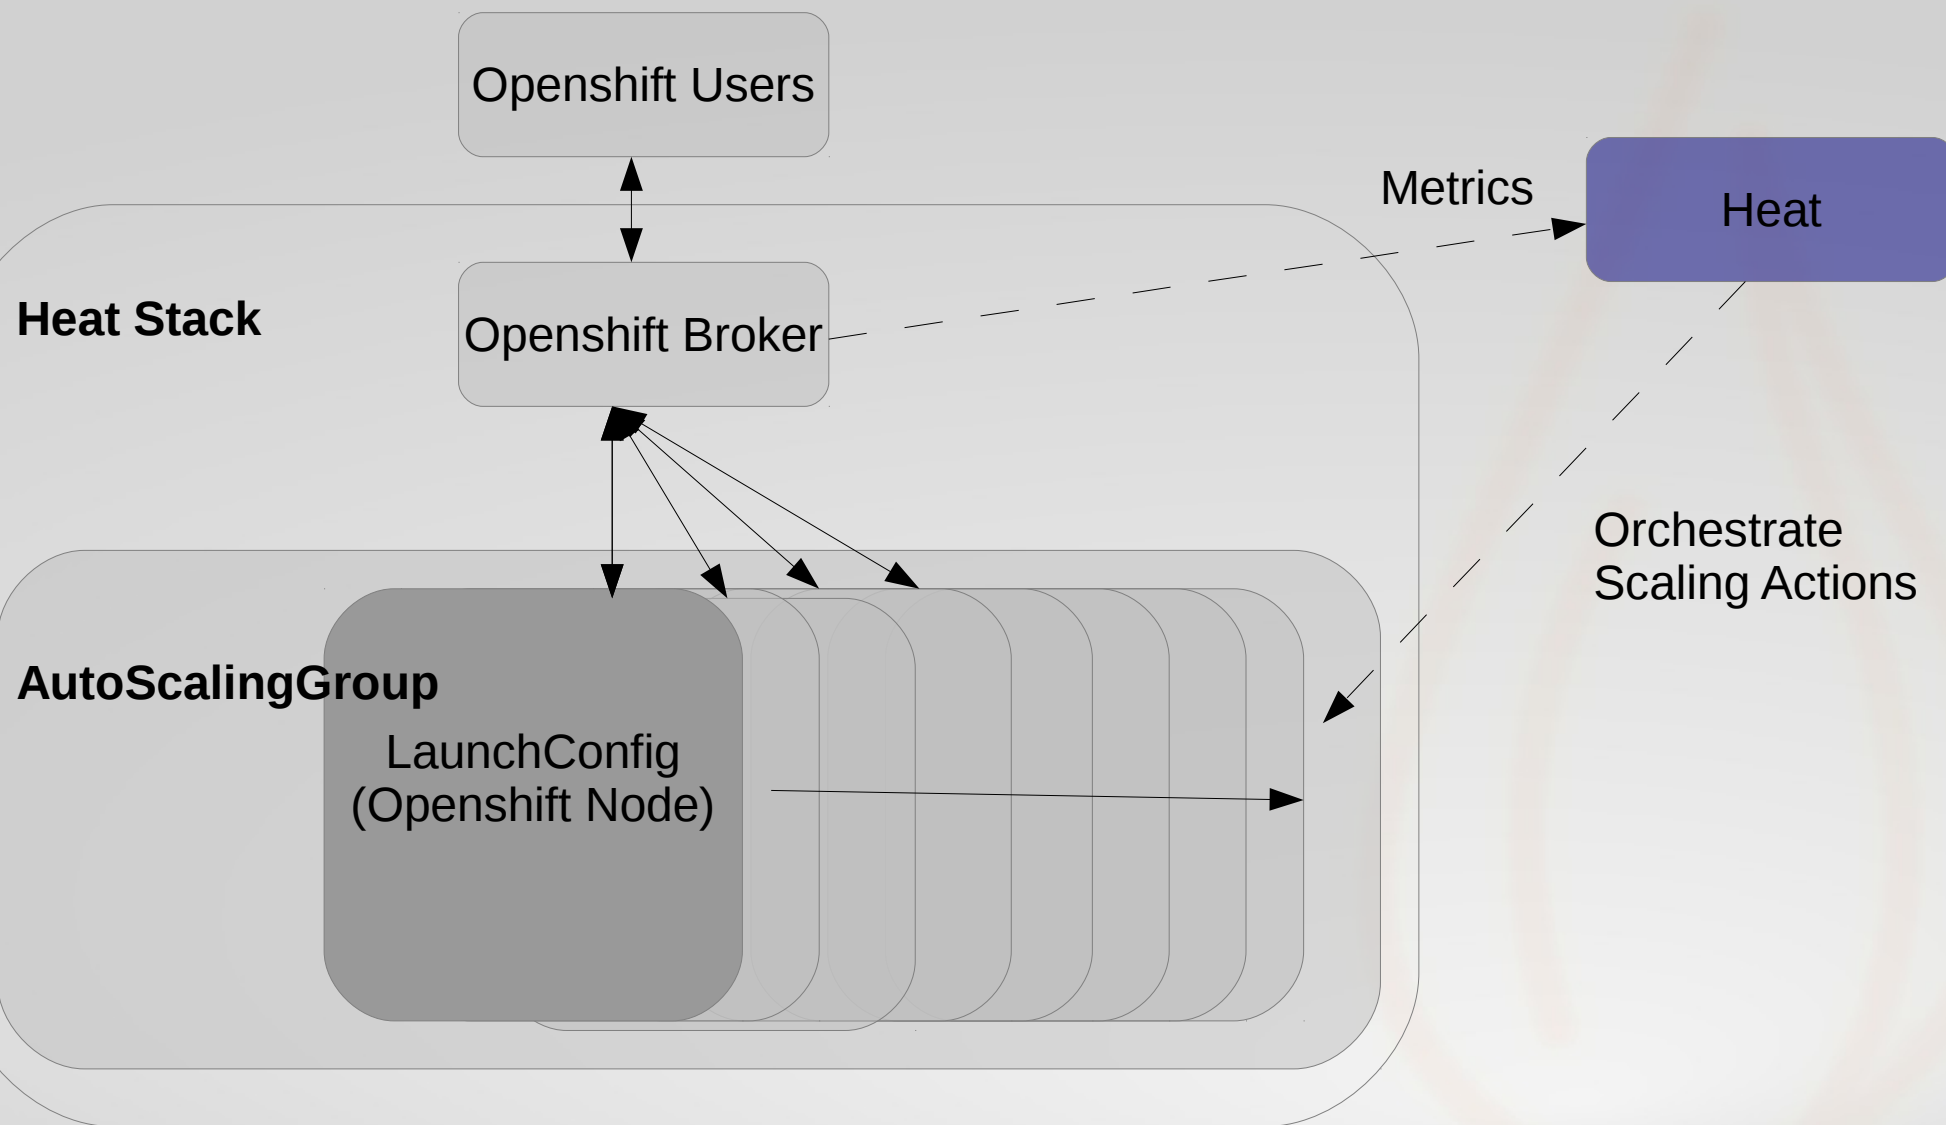 Openshift Users
Metrics
Heat
Heat Stack
Openshift Broker
Orchestrate
Scaling Actions
AutoScalingGroup
LaunchConfig
(Openshift Node)